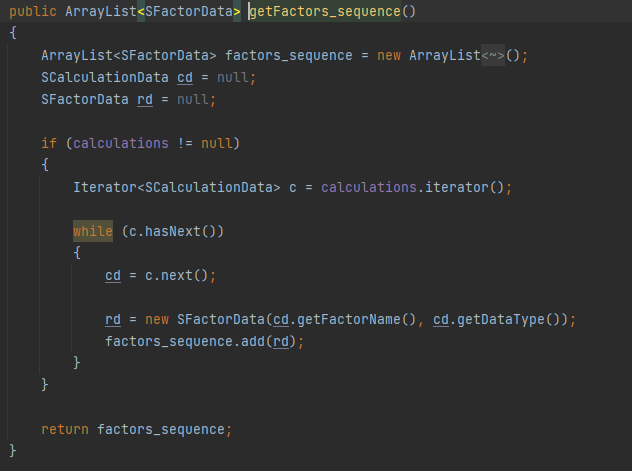 public ArrayList<SFactorData> getFactors_sequence()
{
    ArrayList<SFactorData> factors_sequence = new ArrayList<~>();
    SCalculationData cd = null;
    SFactorData rd = null;

    if (calculations != null)
    {
        Iterator<SCalculationData> c = calculations.iterator();

        while (c.hasNext())
        {
            cd = c.next();

            rd = new SFactorData(cd.getFactorName(), cd.getDataType());
            factors_sequence.add(rd);
        }
    }

    return factors_sequence;
}